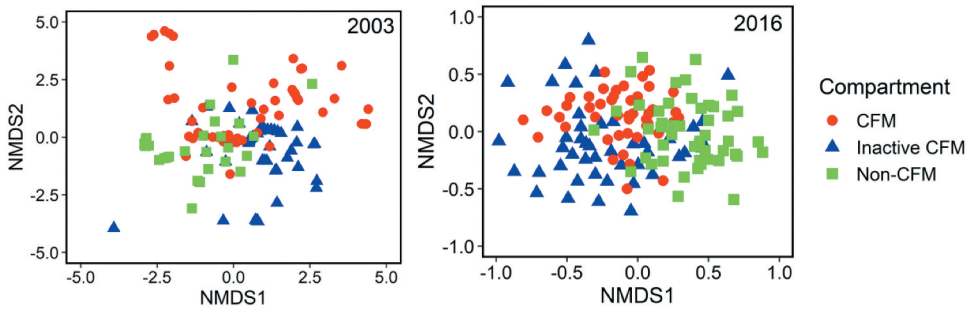 2003
5.0
2.5
0.0
-2.5
-5.0
NMDS2
-5.0 -2.5 0.0 2.5 5.0
NMDS1
2016
1.0
0.5
0.0
-0.5
-1.0
NMDS2
-1.0 -0.5 0.0 0.5 1.0
NMDS1
Compartment
CFM
Inactive CFM
Non-CFM